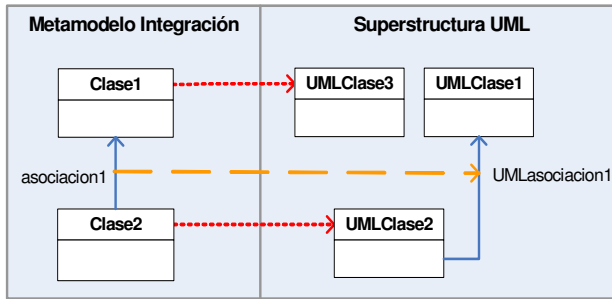 Metamodelo Integración
Superstructura UML
Clase1
UMLClase3
UMLClase1
asociacion1
UMLasociacion1
Clase2
UMLClase2